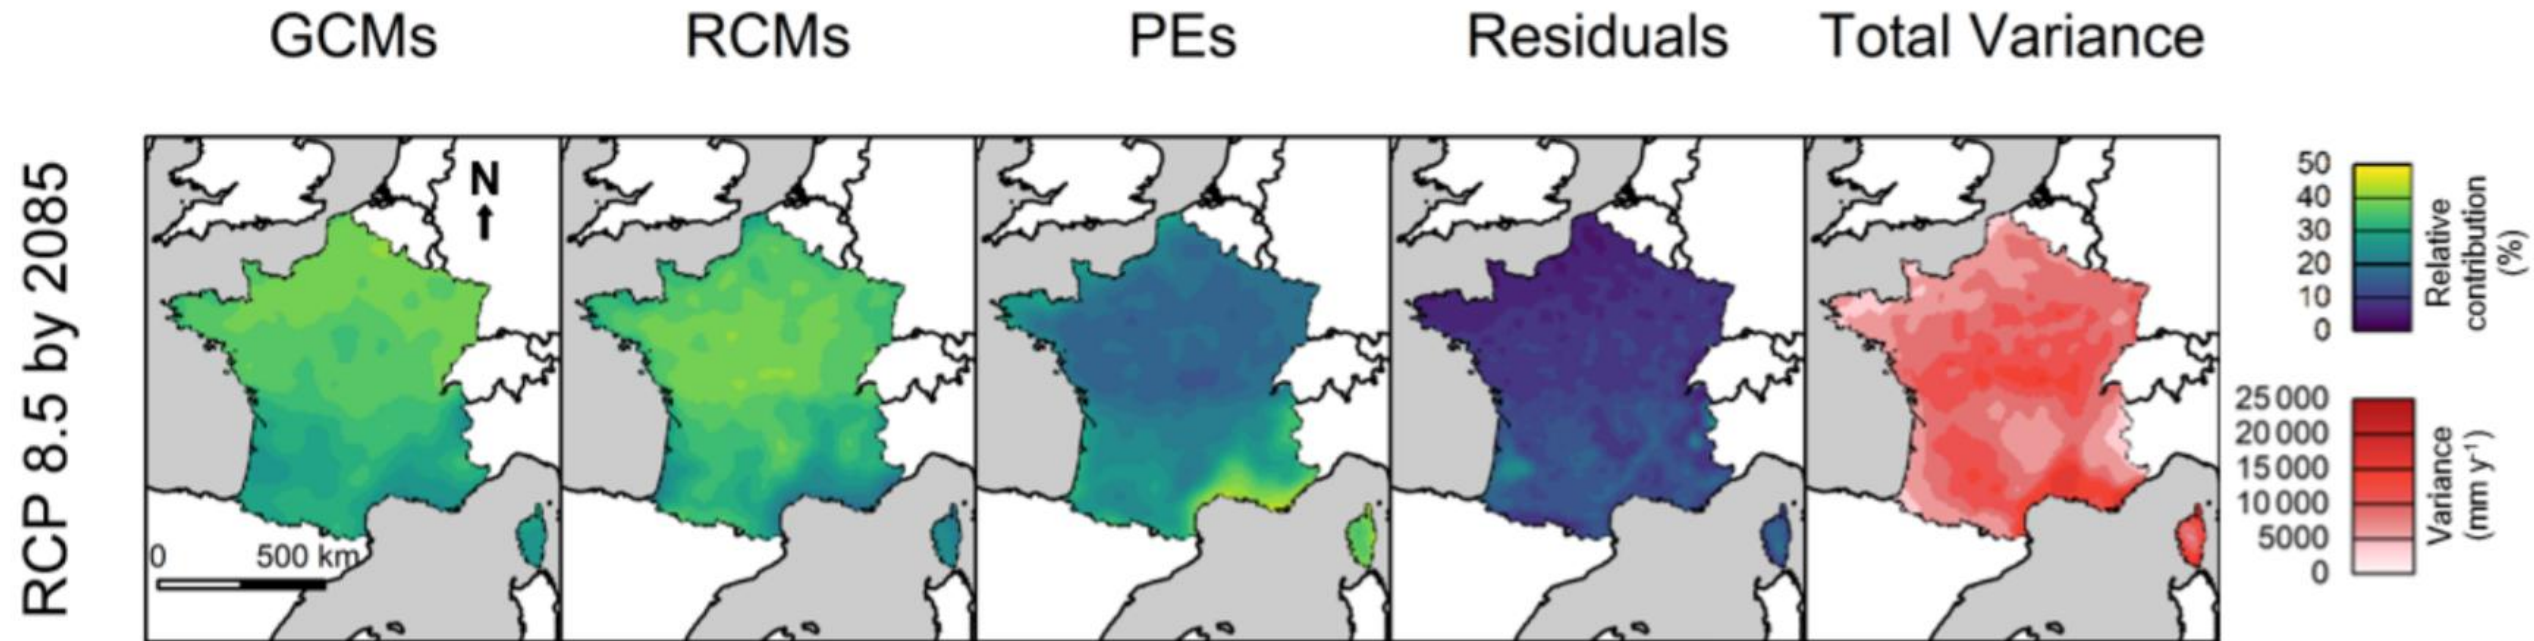 GCMs RCMs PEs Residuals Total Variance
RCP 8.5 by 2085
N
0 500 km
50
40
30
20
10
0
Relative
contribution
(%)
25 000
20 000
15 000
10 000
5000
0
Variance
(mm y⁻¹)